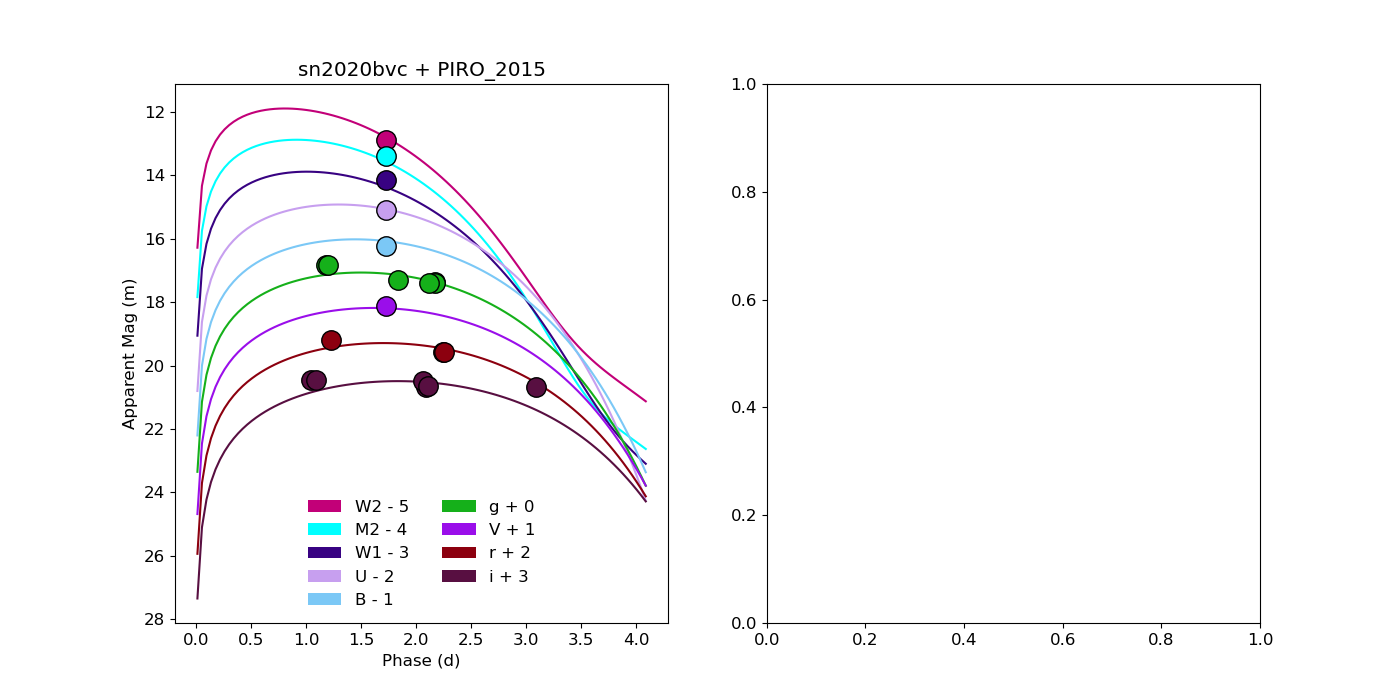 sn2020bvc + PIRO_2015
Apparent Mag (m)
12
14
16
18
20
22
24
26
28
W2 - 5
M2 - 4
W1 - 3
U - 2
B - 1
g + 0
V + 1
r + 2
i + 3
0.0 0.5 1.0 1.5 2.0 2.5 3.0 3.5 4.0
Phase (d)
1.0
0.8
0.6
0.4
0.2
0.0
0.0 0.2 0.4 0.6 0.8 1.0